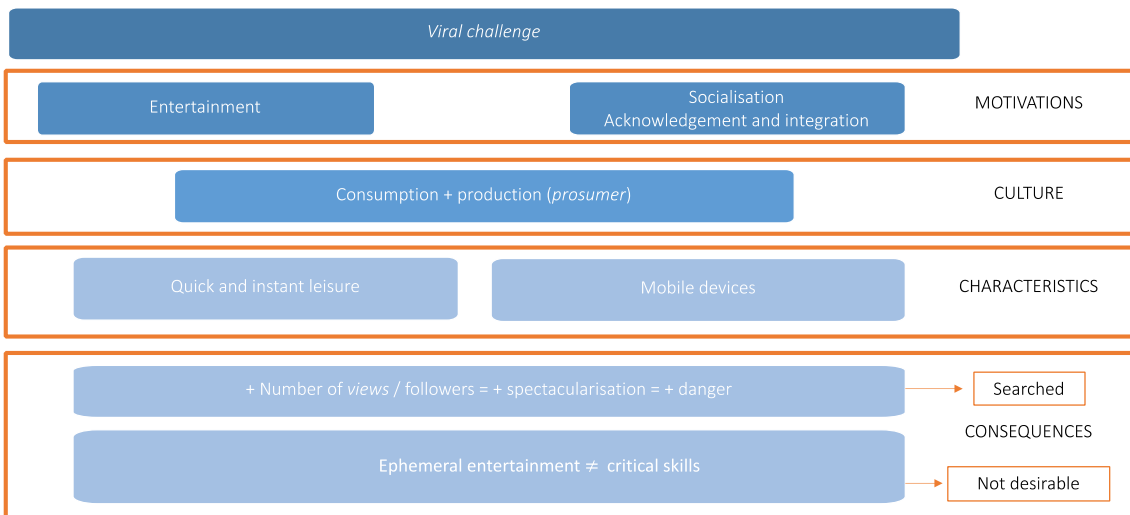 Viral challenge
Entertainment
Socialisation
Acknowledgement and integration
MOTIVATIONS
Consumption + production (prosumer)
CULTURE
Quick and instant leisure
Mobile devices
CHARACTERISTICS
+ Number of views / followers = + spectacularisation = + danger
Searched
CONSEQUENCES
Ephemeral entertainment ≠ critical skills
Not desirable